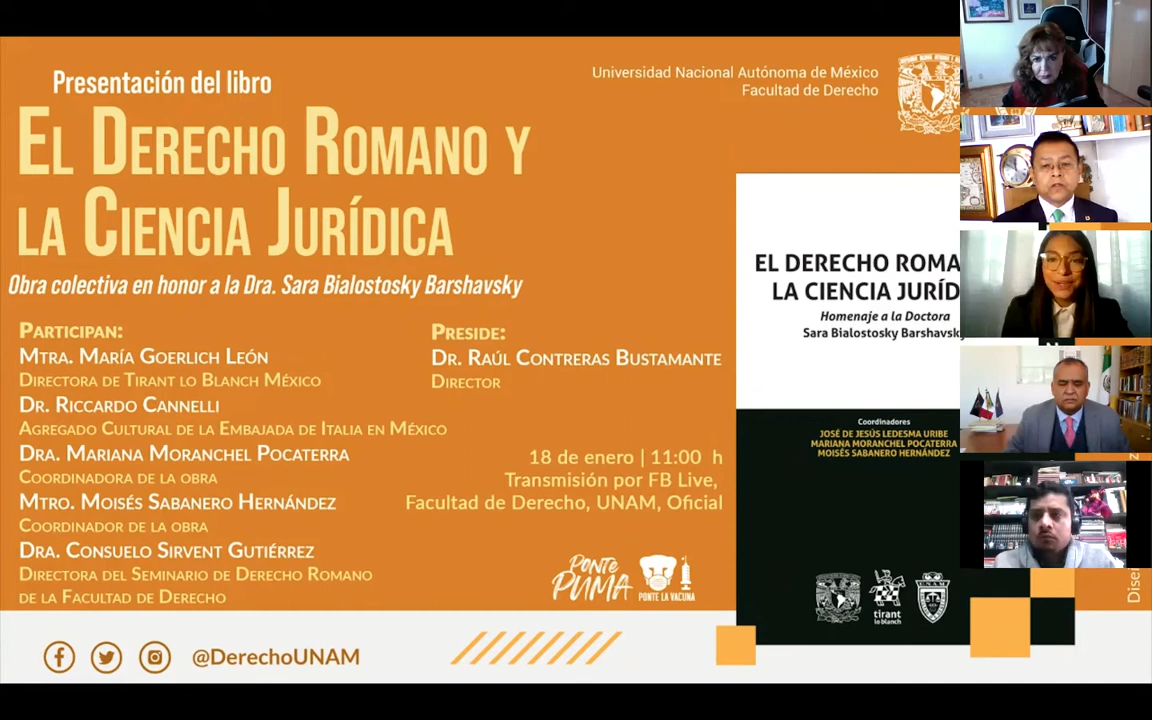 Presentación del libro
EL DERECHO ROMANO Y
LA CIENCIA JURÍDICA
Obra colectiva en honor a la Dra. Sara Bialostosky Barshavsky
PARTICIPAN:
MTRA. MARÍA GOERLICH LEÓN
DIRECTORA DE TIRANT LO BLANCH MÉXICO
DR. RICCARDO CANNELLI
AGREGADO CULTURAL DE LA EMBAJADA DE ITALIA EN MÉXICO
DRA. MARIANA MORANCHEL POCATERRA
COORDINADORA DE LA OBRA
MTRO. MOISÉS SABANERO HERNÁNDEZ
COORDINADOR DE LA OBRA
DRA. CONSUELO SIRVENT GUTIÉRREZ
DIRECTORA DEL SEMINARIO DE DERECHO ROMANO
DE LA FACULTAD DE DERECHO
PRESIDE:
DR. RAÚL CONTRERAS BUSTAMANTE
DIRECTOR
18 de enero | 11:00 h
Transmisión por FB Live,
Facultad de Derecho, UNAM, Oficial
PONTE
PUMA
PONTE LA VACUNA
@DerechoUNAM
Universidad Nacional Autónoma de México
Facultad de Derecho
EL DERECHO ROMA
LA CIENCIA JURÍD
Homenaje a la Doctora
Sara Bialostosky Barshavsk
Coordinadores
JOSÉ DE JESÚS LEDESMA URIBE
MARIANA MORANCHEL POCATERRA
MOISÉS SABANERO HERNÁNDEZ
tirant
lo blanch
UNAM
Dise